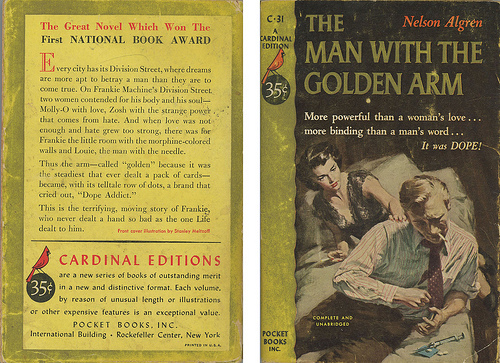 The Great Novel Which Won The
First NATIONAL BOOK AWARD
Every city has its Division Street, where dreams
are more apt to betray a man than they are to
come true. On Frankie Machine's Division Street
two women contended for his body and his soul—
Molly-O with love, Zosh with the strange power
that comes from hate. And when love was not
enough and hate grew too strong, there was for
Frankie the little room with the morphine-colored
walls and Louie, the man with the needle.
Thus the arm—called "golden" because it was
the steadiest that ever dealt a pack of cards—
became, with its telltale row of dots, a brand that
cried out, "Dope Addict."
This is the terrifying, moving story of Frankie,
who never dealt a hand so bad as the one Life
dealt to him.
Front cover illustration by Stanley Meltzoff
35¢
CARDINAL EDITIONS
are a new series of books of outstanding merit
in a new and distinctive format. Each volume,
by reason of unusual length or illustrations
or other expensive features is an exceptional value.
POCKET BOOKS, INC.
International Building • Rockefeller Center, New York
PRINTED IN U.S.A.
C-31
A
CARDINAL
EDITION
35¢
POCKET
BOOKS
INC.
Nelson Algren
THE
MAN WITH THE
GOLDEN ARM
More powerful than a woman's love...
more binding than a man's word...
It was DOPE!
COMPLETE AND
UNABRIDGED